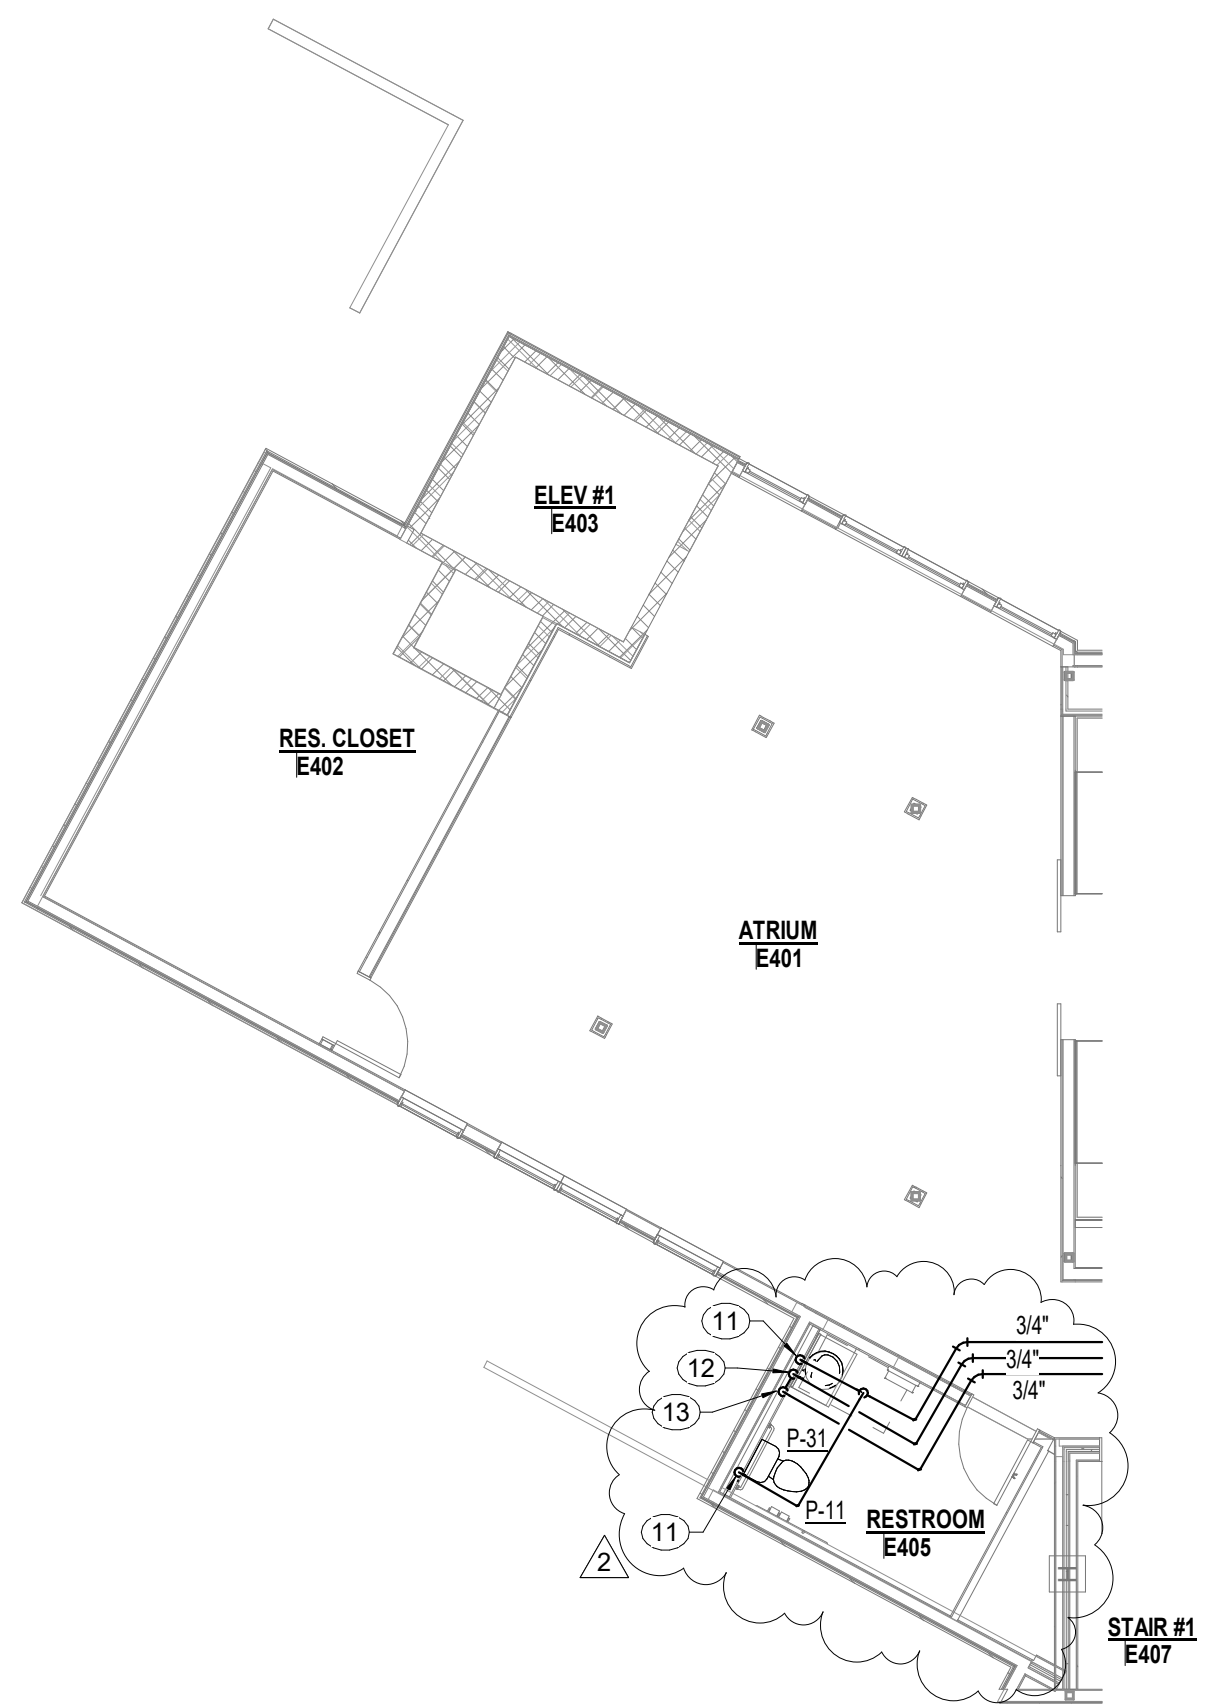 ELEV #1
E403
RES. CLOSET
E402
ATRIUM
E401
11
3/4"
12
3/4"
3/4"
13
P-31
P-11
RESTROOM
E405
11
2
STAIR #1
E407